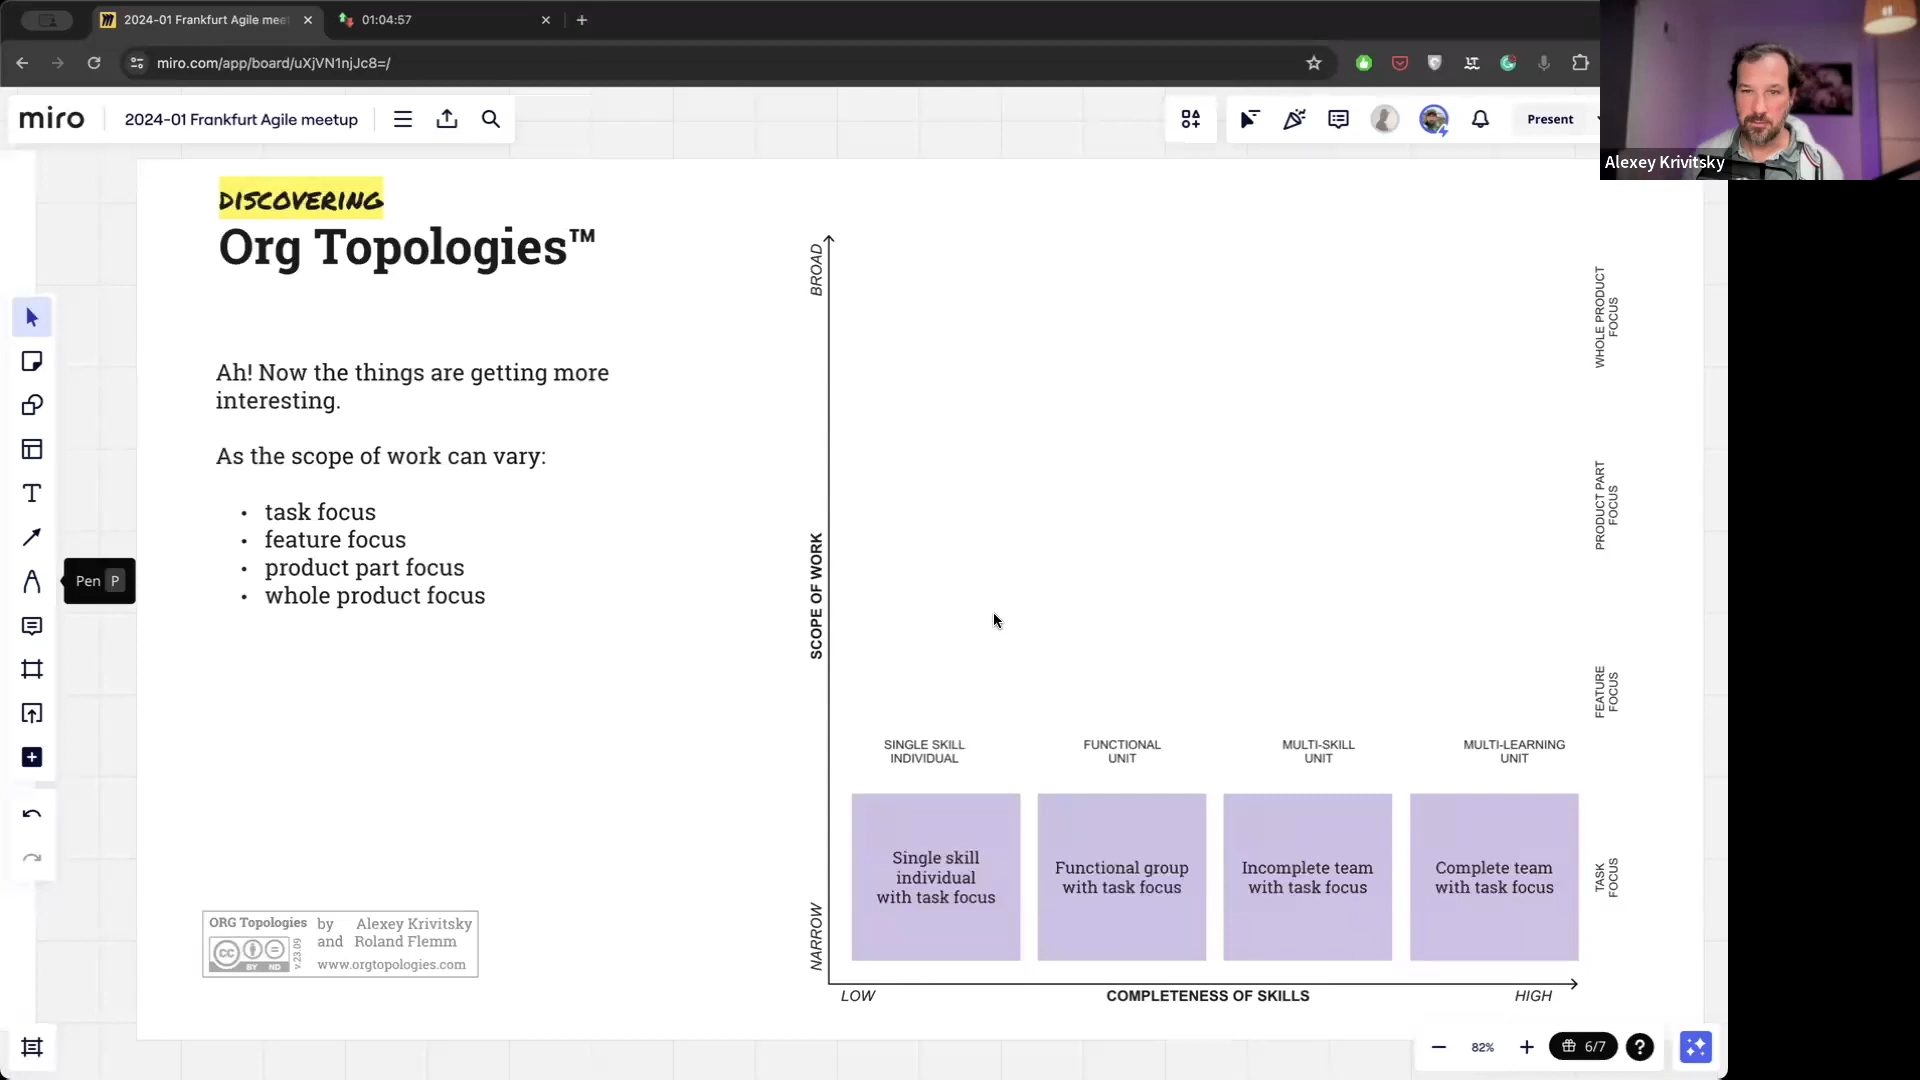 2024-01 Frankfurt Agile mee
01:04:57
miro.com/app/board/uXjVN1njJc8=/
miro
2024-01 Frankfurt Agile meetup
Present
Alexey Krivitsky
DISCOVERING
Org Topologies™
Ah! Now the things are getting more
interesting.
As the scope of work can vary:
• task focus
• feature focus
• product part focus
• whole product focus
Pen P
BROAD
SCOPE OF WORK
NARROW
WHOLE PRODUCT
FOCUS
PRODUCT PART
FOCUS
FEATURE
FOCUS
TASK
FOCUS
SINGLE SKILL
INDIVIDUAL
FUNCTIONAL
UNIT
MULTI-SKILL
UNIT
MULTI-LEARNING
UNIT
Single skill
individual
with task focus
Functional group
with task focus
Incomplete team
with task focus
Complete team
with task focus
LOW
COMPLETENESS OF SKILLS
HIGH
ORG Topologies by Alexey Krivitsky
and Roland Flemm
www.orgtopologies.com
cc
BY ND
v.23.09
82%
6/7